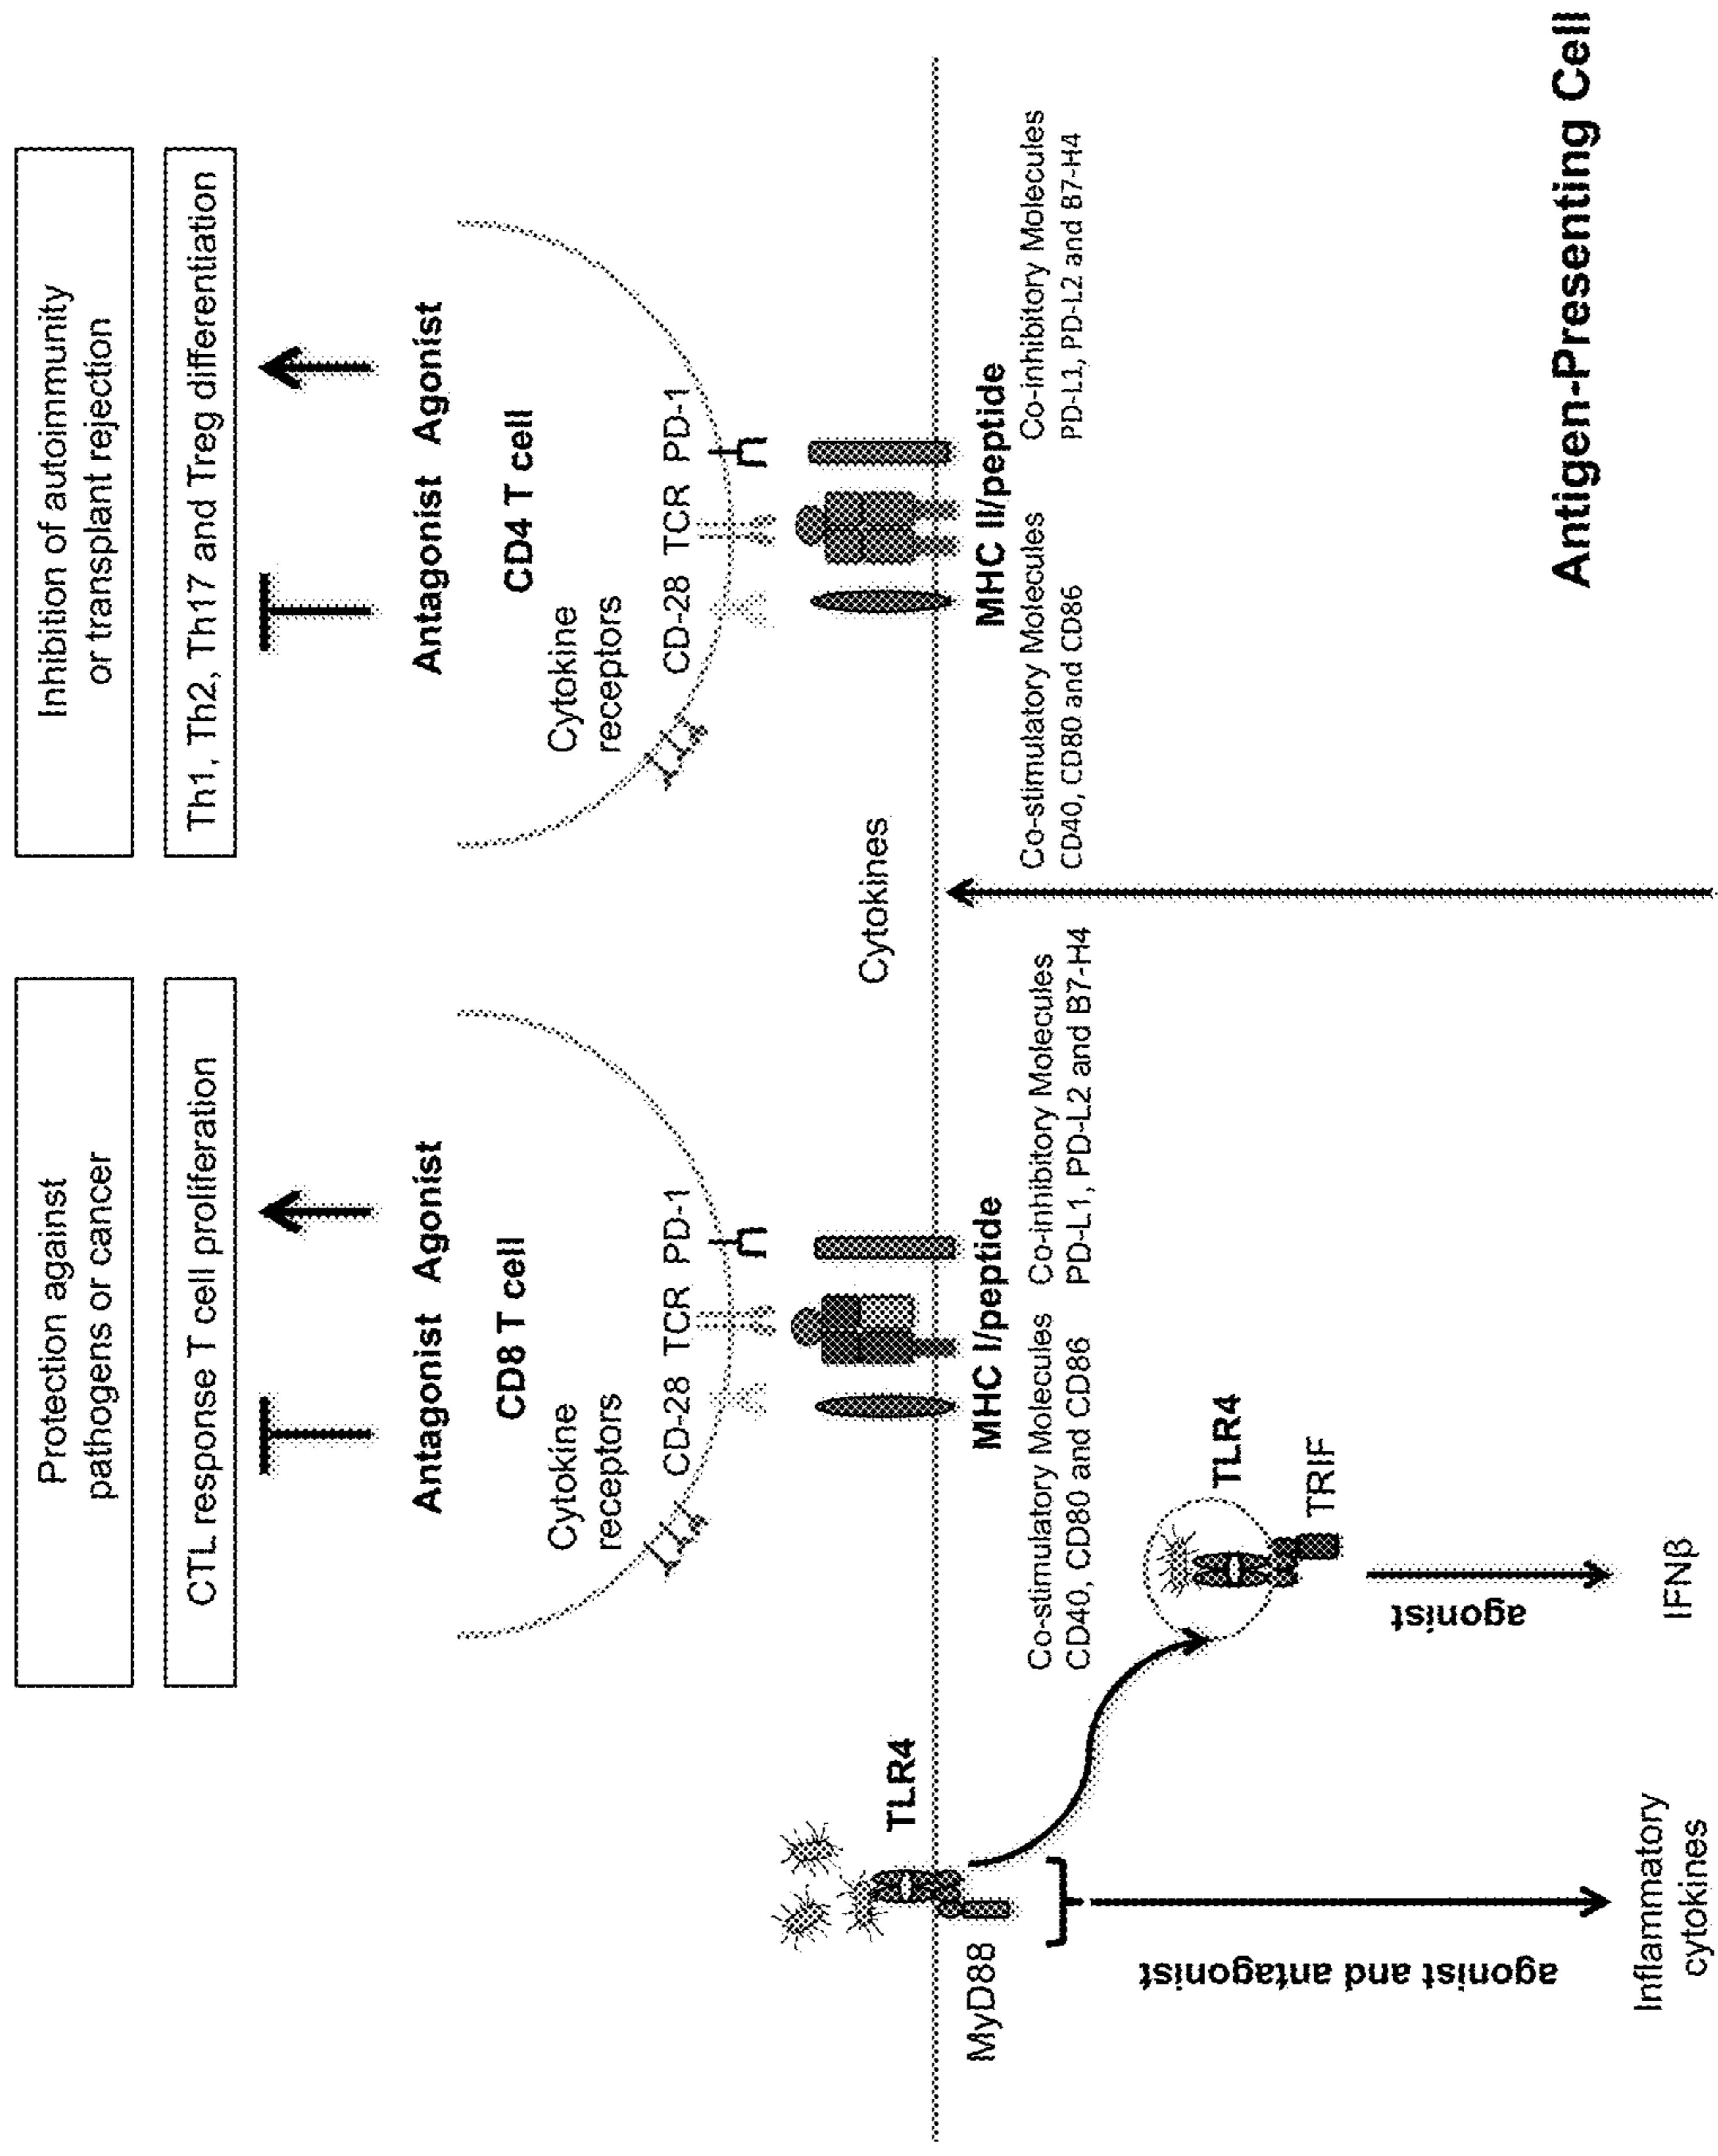 Protection against
pathogens or cancer
Inhibition of autoimmunity
or transplant rejection
CTL response T cell proliferation
Th1, Th2, Th17 and Treg differentiation
Antagonist Agonist
Antagonist Agonist
CD8 T cell
CD4 T cell
Cytokine
receptors
Cytokine
receptors
CD-28 TCR PD-1
CD-28 TCR PD-1
Cytokines
TLR4
MyD88
MHC I/peptide
MHC II/peptide
Co-stimulatory Molecules
CD40, CD80 and CD86
Co-inhibitory Molecules
PD-L1, PD-L2 and B7-H4
Co-stimulatory Molecules
CD40, CD80 and CD86
Co-inhibitory Molecules
PD-L1, PD-L2 and B7-H4
TLR4
TRIF
agonist and antagonist
agonist
Inflammatory
cytokines
IFNβ
Antigen-Presenting Cell